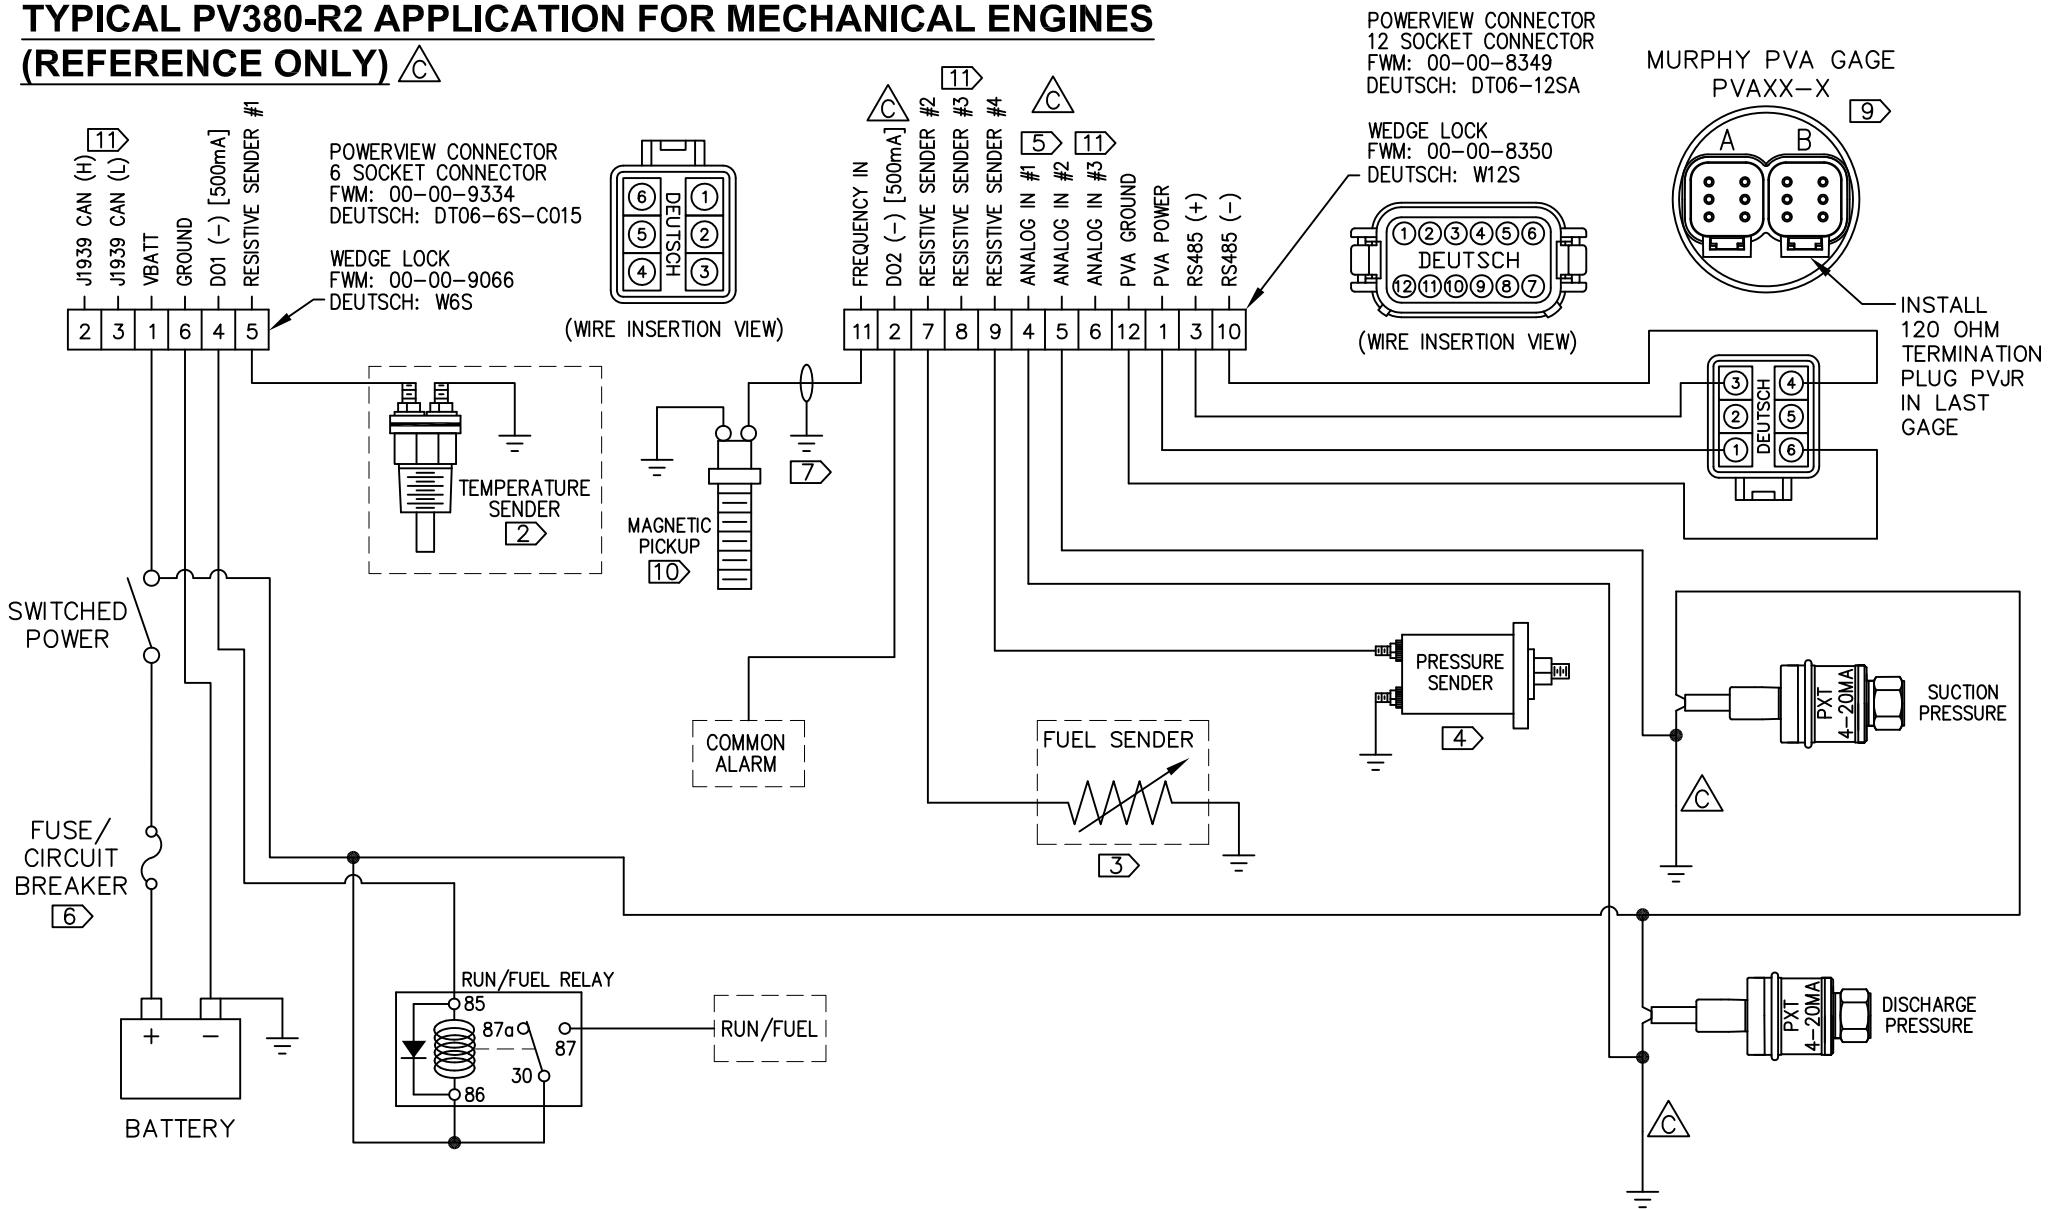 TYPICAL PV380-R2 APPLICATION FOR MECHANICAL ENGINES
(REFERENCE ONLY) C
11
J1939 CAN (H)
J1939 CAN (L)
VBATT
GROUND
DO1 (-) [500mA]
RESISTIVE SENDER #1
2 3 1 6 4 5
POWERVIEW CONNECTOR
6 SOCKET CONNECTOR
FWM: 00-00-9334
DEUTSCH: DT06-6S-C015
WEDGE LOCK
FWM: 00-00-9066
DEUTSCH: W6S
6 1
5 2
4 3
DEUTSCH
(WIRE INSERTION VIEW)
C
11
C
5
11
FREQUENCY IN
DO2 (-) [500mA]
RESISTIVE SENDER #2
RESISTIVE SENDER #3
RESISTIVE SENDER #4
ANALOG IN #1
ANALOG IN #2
ANALOG IN #3
PVA GROUND
PVA POWER
RS485 (+)
RS485 (-)
11 2 7 8 9 4 5 6 12 1 3 10
POWERVIEW CONNECTOR
12 SOCKET CONNECTOR
FWM: 00-00-8349
DEUTSCH: DT06-12SA
WEDGE LOCK
FWM: 00-00-8350
DEUTSCH: W12S
1 2 3 4 5 6
DEUTSCH
12 11 10 9 8 7
(WIRE INSERTION VIEW)
MURPHY PVA GAGE
PVAXX-X
9
A B
INSTALL
120 OHM
TERMINATION
PLUG PVJR
IN LAST
GAGE
3 4
2 5
1 6
DEUTSCH
TEMPERATURE
SENDER
2
MAGNETIC
PICKUP
10
7
SWITCHED
POWER
FUSE/
CIRCUIT
BREAKER
6
+ -
BATTERY
COMMON
ALARM
FUEL SENDER
3
PRESSURE
SENDER
4
PXT
4-20MA
SUCTION
PRESSURE
C
RUN/FUEL RELAY
85
87a
87
30
86
RUN/FUEL
PXT
4-20MA
DISCHARGE
PRESSURE
C